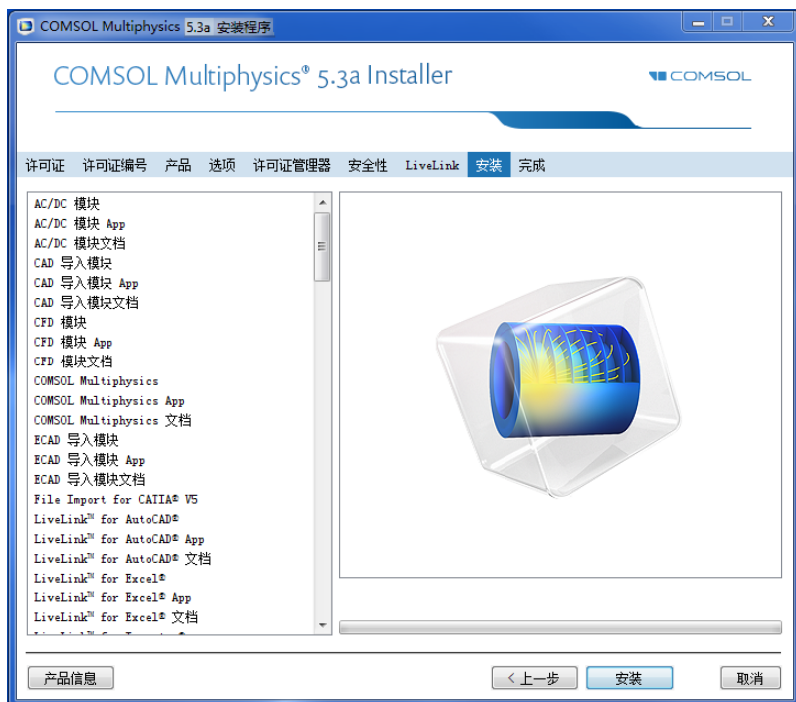 COMSOL Multiphysics 5.3a 安装程序
COMSOL Multiphysics® 5.3a Installer
COMSOL
许可证 许可证编号 产品 选项 许可证管理器 安全性 LiveLink 安装 完成
AC/DC 模块
AC/DC 模块 App
AC/DC 模块文档
CAD 导入模块
CAD 导入模块 App
CAD 导入模块文档
CFD 模块
CFD 模块 App
CFD 模块文档
COMSOL Multiphysics
COMSOL Multiphysics App
COMSOL Multiphysics 文档
ECAD 导入模块
ECAD 导入模块 App
ECAD 导入模块文档
File Import for CATIA® V5
LiveLink™ for AutoCAD®
LiveLink™ for AutoCAD® App
LiveLink™ for AutoCAD® 文档
LiveLink™ for Excel®
LiveLink™ for Excel® App
LiveLink™ for Excel® 文档
产品信息 <上一步 安装 取消